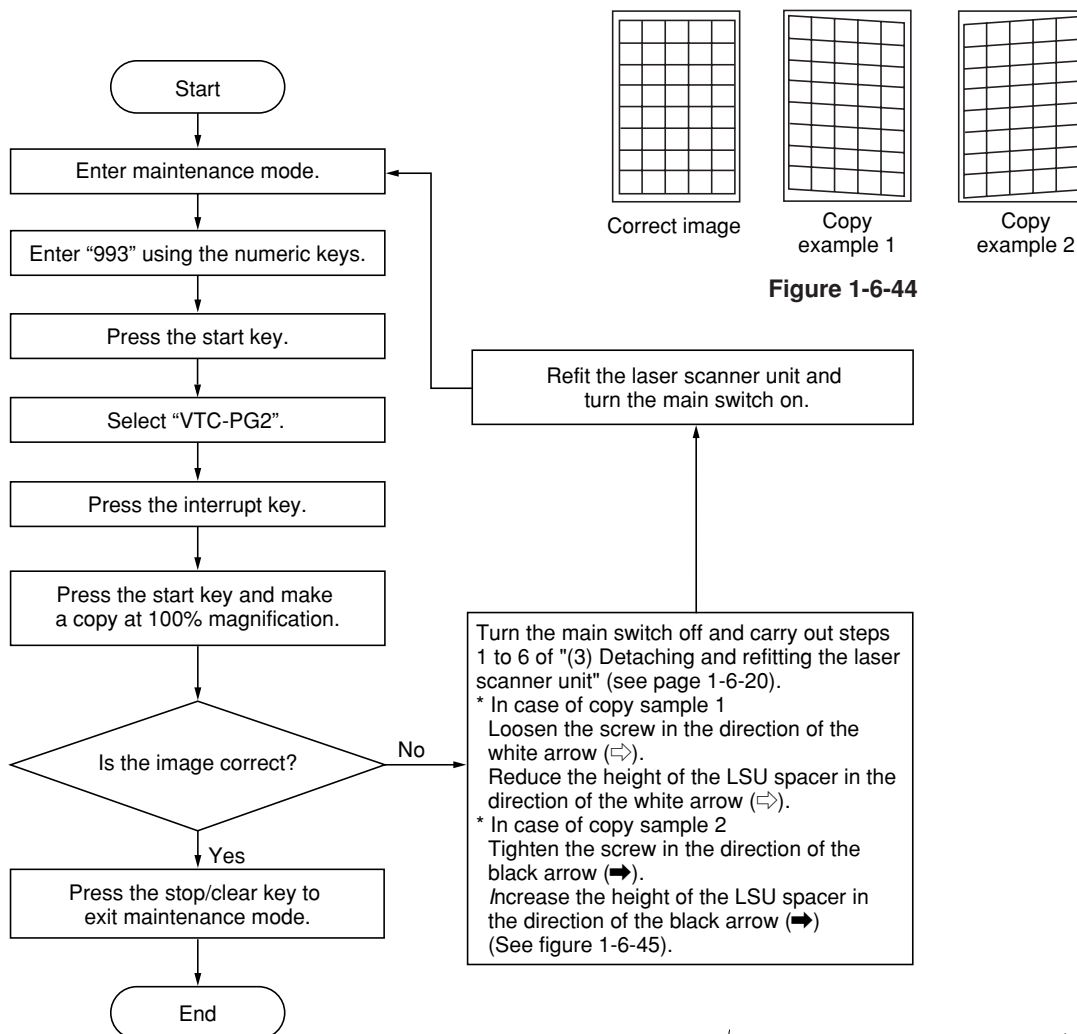 Start
Enter maintenance mode.
Enter “993” using the numeric keys.
Press the start key.
Select “VTC-PG2”.
Press the interrupt key.
Press the start key and make
a copy at 100% magnification.
Is the image correct?
No
Yes
Press the stop/clear key to
exit maintenance mode.
End
Turn the main switch off and carry out steps
1 to 6 of "(3) Detaching and refitting the laser
scanner unit" (see page 1-6-20).
* In case of copy sample 1
Loosen the screw in the direction of the
white arrow (⇨).
Reduce the height of the LSU spacer in the
direction of the white arrow (⇨).
* In case of copy sample 2
Tighten the screw in the direction of the
black arrow (➡).
Increase the height of the LSU spacer in
the direction of the black arrow (➡)
(See figure 1-6-45).
Refit the laser scanner unit and
turn the main switch on.
Correct image
Copy
example 1
Copy
example 2
Figure 1-6-44